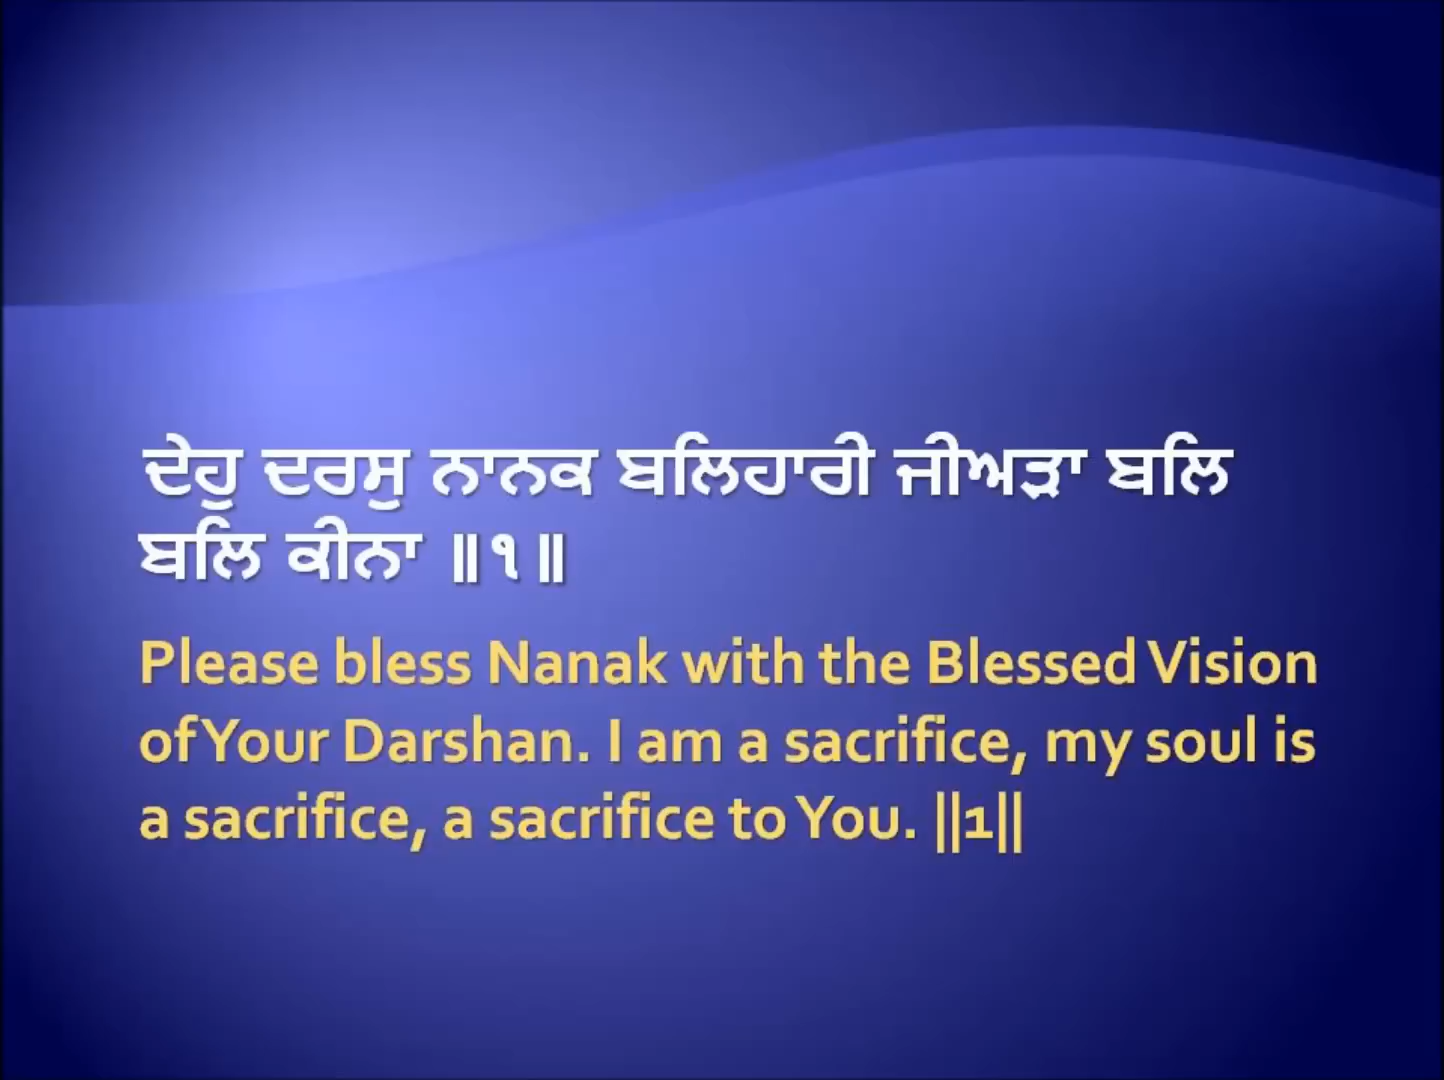 ਦੇਹੁ ਦਰਸੁ ਨਾਨਕ ਬਲਿਹਾਰੀ ਜੀਅੜਾ ਬਲਿ
ਬਲਿ ਕੀਨਾ ॥੧॥
Please bless Nanak with the Blessed Vision
of Your Darshan. I am a sacrifice, my soul is
a sacrifice, a sacrifice to You. ||1||